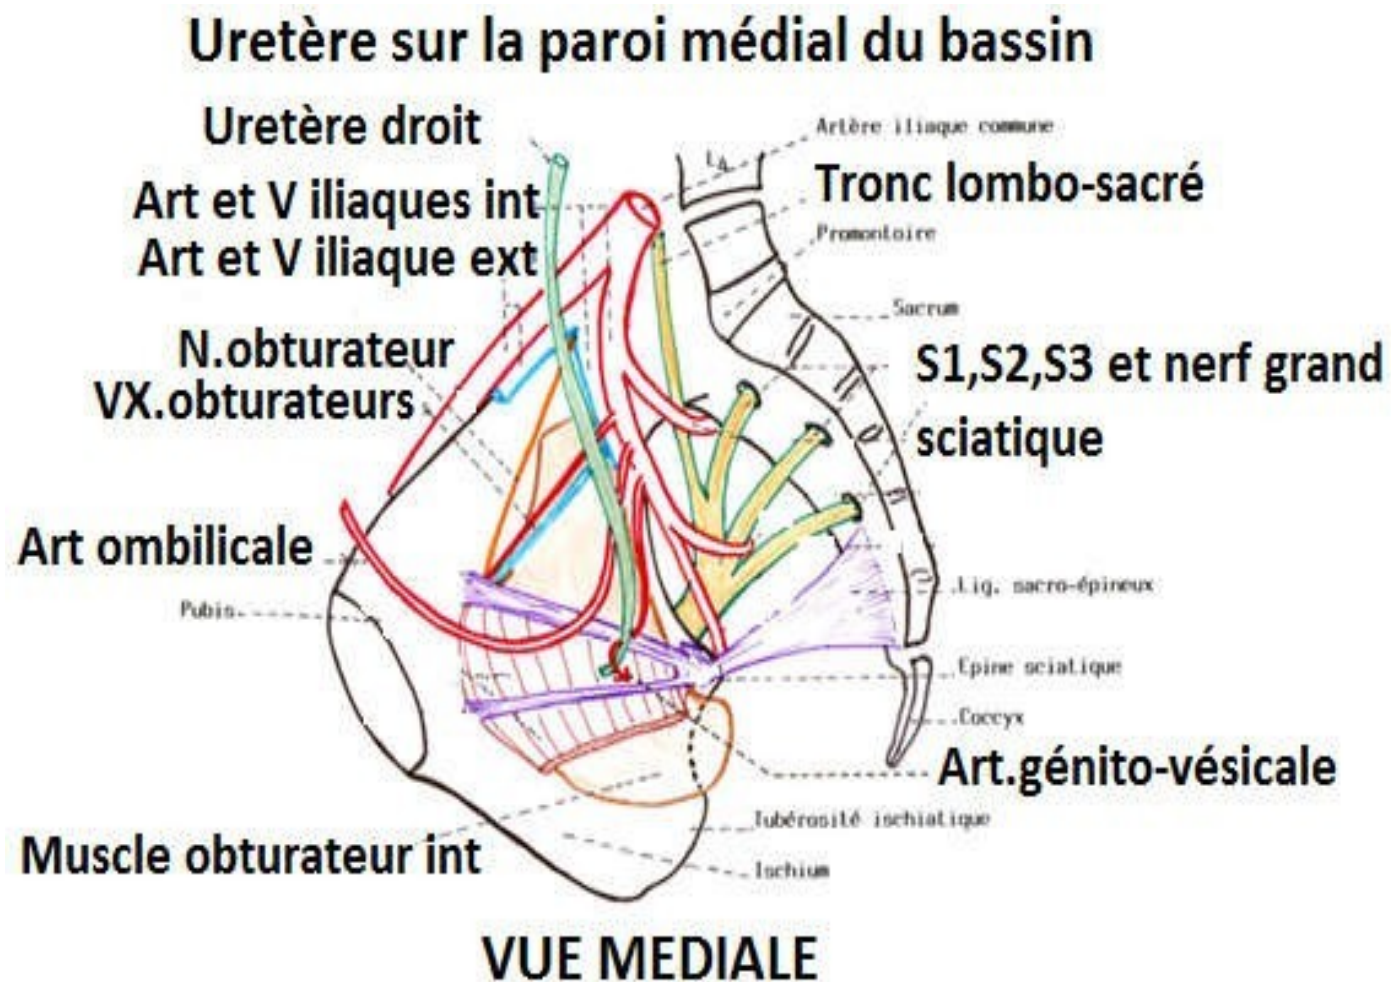 Uretère sur la paroi médial du bassin
Uretère droit
Artère iliaque commune
L4
Art et V iliaques int
Tronc lombo-sacré
Promontoire
Art et V iliaque ext
Sacrum
N.obturateur
S1,S2,S3 et nerf grand
sciatique
VX.obturateurs
Art ombilicale
Pubis
Lig. sacro-épineux
Epine sciatique
Coccyx
Art.génito-vésicale
Tubérosité ischiatique
Muscle obturateur int
Ischium
VUE MEDIALE